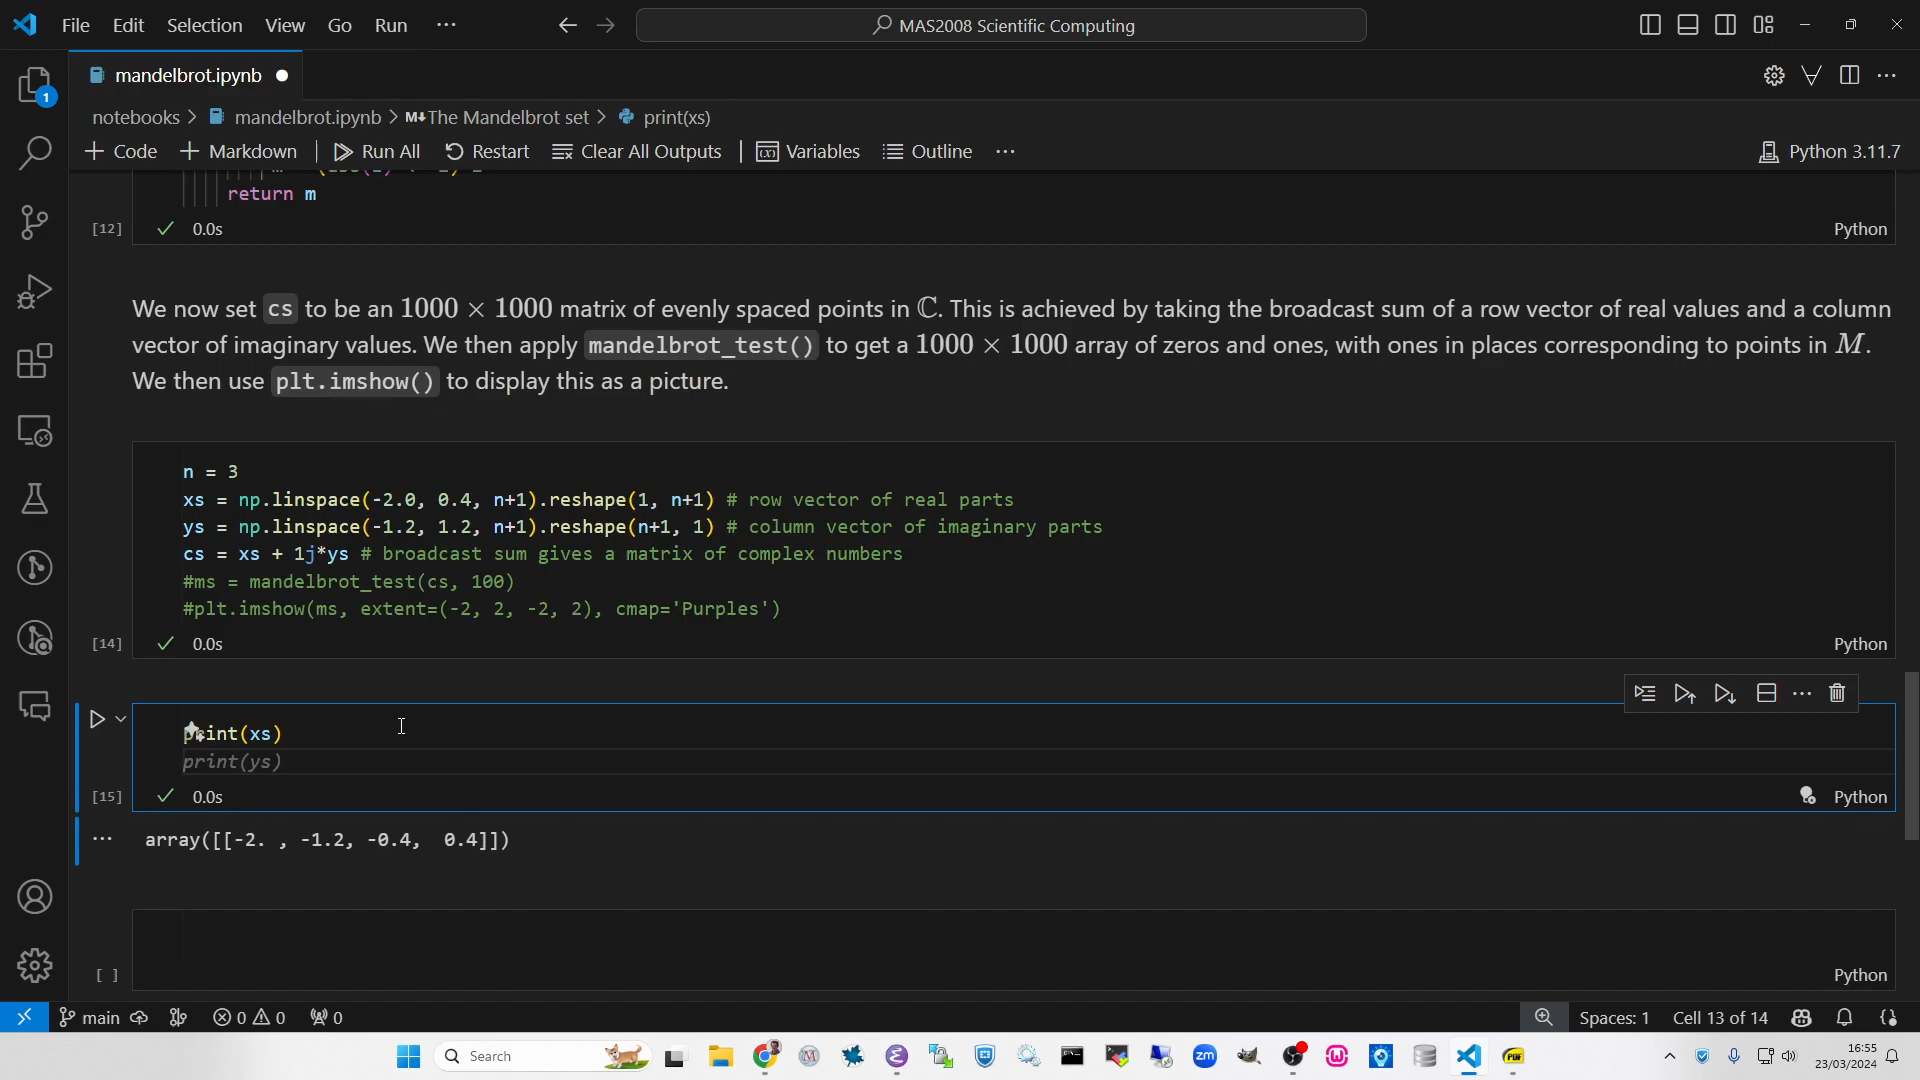 File Edit Selection View Go Run ···
MAS2008 Scientific Computing
mandelbrot.ipynb
notebooks > mandelbrot.ipynb > M↓The Mandelbrot set > print(xs)
+ Code + Markdown Run All Restart Clear All Outputs (x) Variables Outline ··· Python 3.11.7
return m
[12] ✓ 0.0s Python
We now set cs to be an 1000 × 1000 matrix of evenly spaced points in ℂ. This is achieved by taking the broadcast sum of a row vector of real values and a column
vector of imaginary values. We then apply mandelbrot_test() to get a 1000 × 1000 array of zeros and ones, with ones in places corresponding to points in M.
We then use plt.imshow() to display this as a picture.
n = 3
xs = np.linspace(-2.0, 0.4, n+1).reshape(1, n+1) # row vector of real parts
ys = np.linspace(-1.2, 1.2, n+1).reshape(n+1, 1) # column vector of imaginary parts
cs = xs + 1j*ys # broadcast sum gives a matrix of complex numbers
#ms = mandelbrot_test(cs, 100)
#plt.imshow(ms, extent=(-2, 2, -2, 2), cmap='Purples')
[14] ✓ 0.0s Python
print(xs)
print(ys)
[15] ✓ 0.0s Python
array([[-2. , -1.2, -0.4,  0.4]])
[ ] Python
main 0 0 0 Spaces: 1 Cell 13 of 14
Search
zm
PDF
16:55
23/03/2024